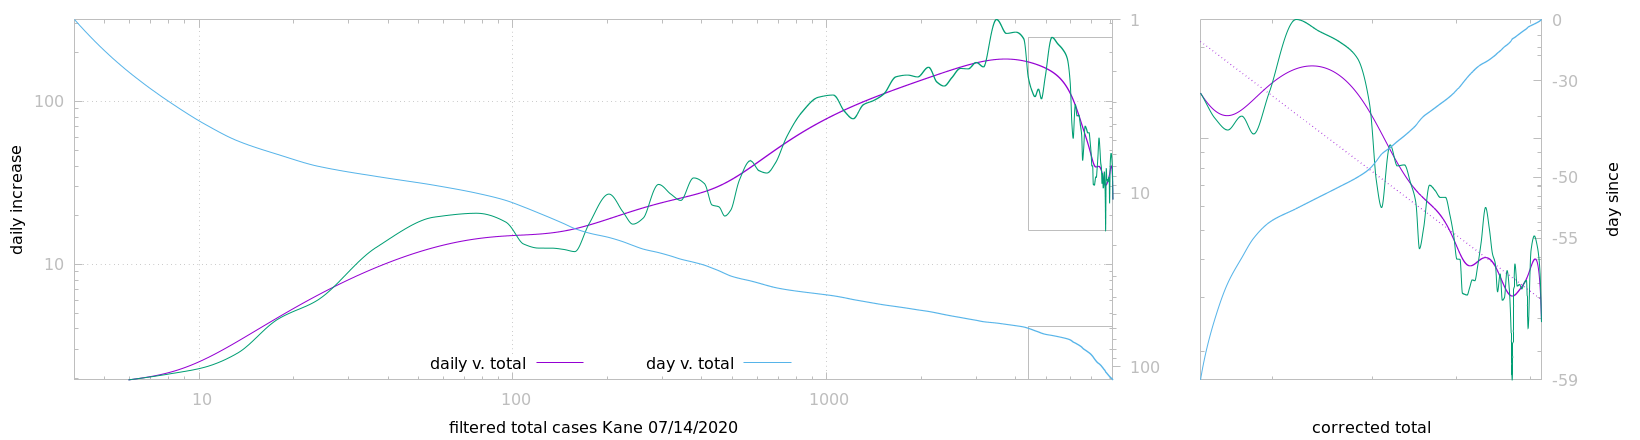 1
0
100
-30
daily increase
10
-50
day since
-55
10
daily v. total
day v. total
100
-59
10
100
1000
filtered total cases Kane 07/14/2020
corrected total